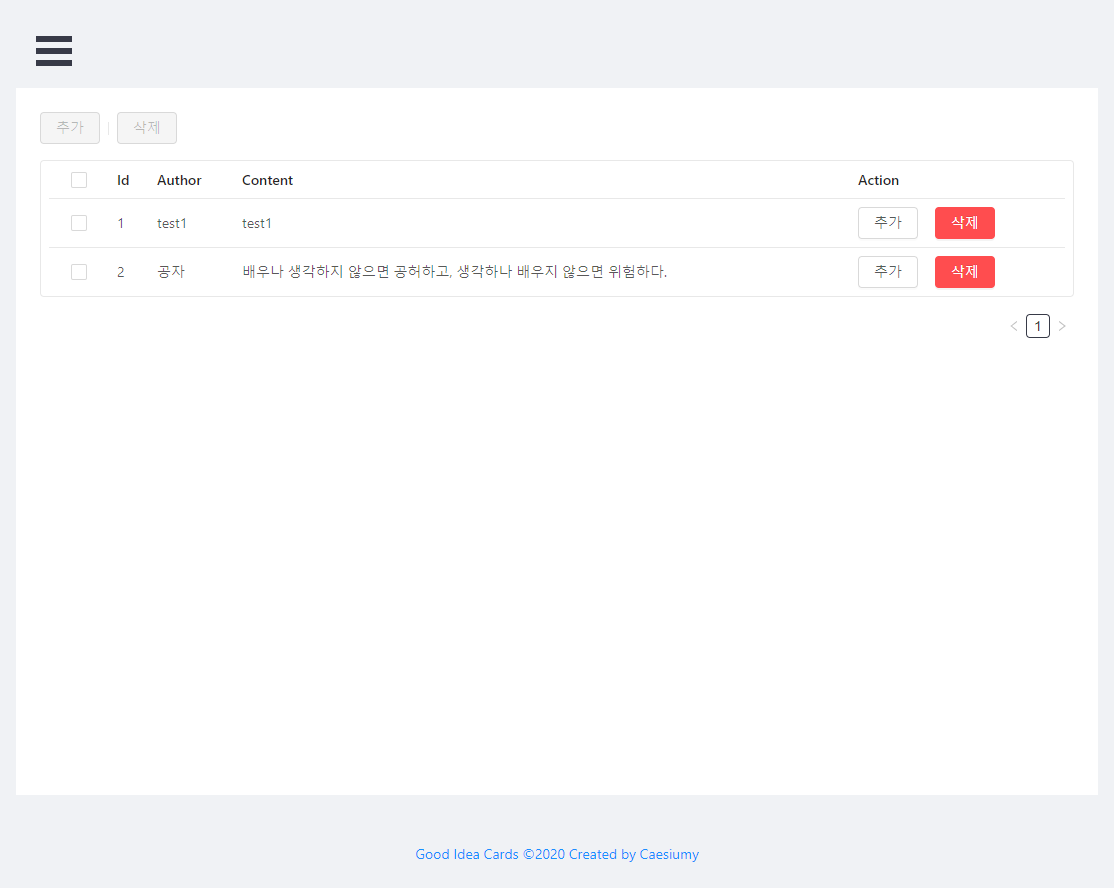 추가 삭제
Id Author Content Action
1 test1 test1 추가 삭제
2 공자 배우나 생각하지 않으면 공허하고, 생각하나 배우지 않으면 위험하다. 추가 삭제
< 1 >
Good Idea Cards ©2020 Created by Caesiumy